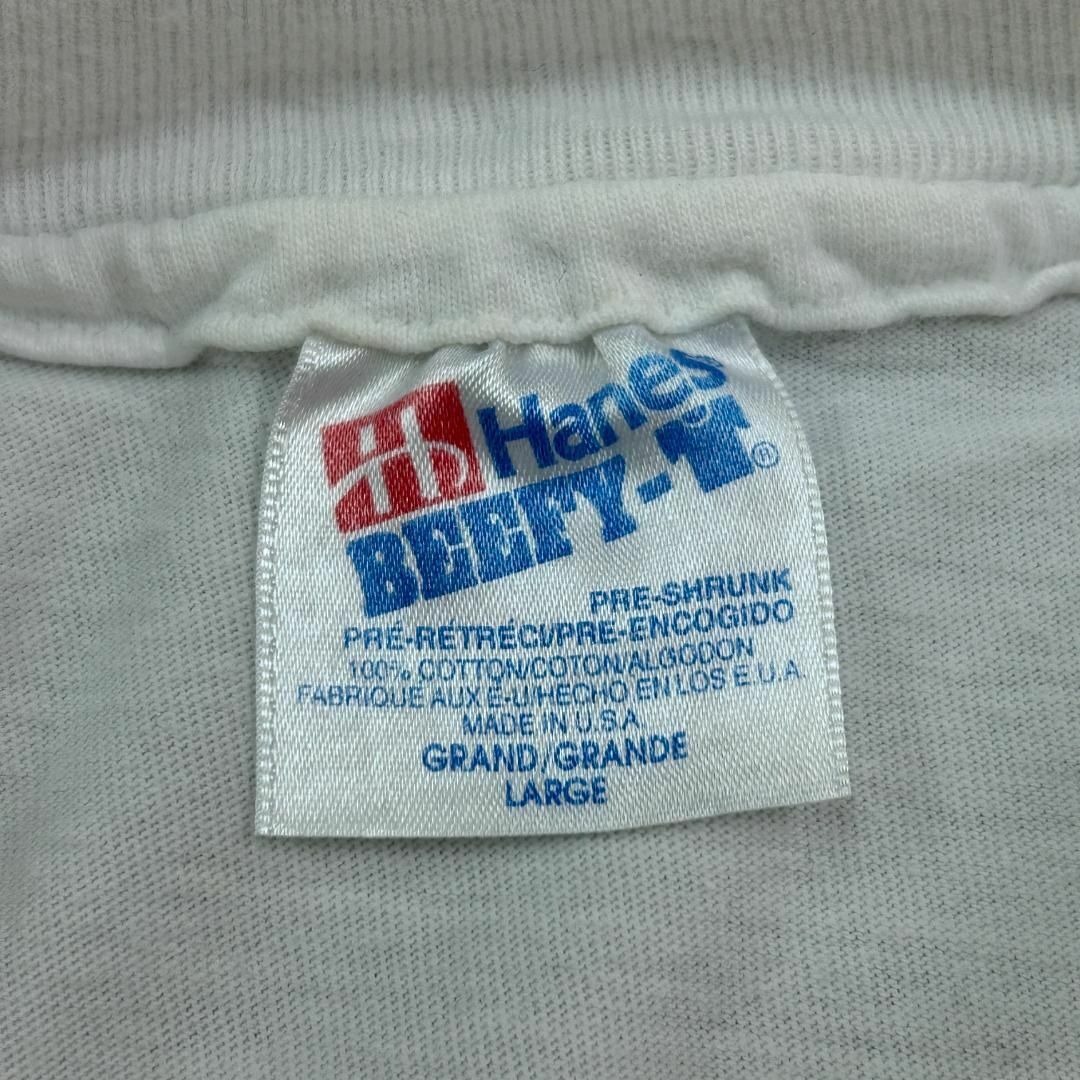 Hanes
BEEFY-T®
PRE-SHRUNK
PRÉ-RETRÉCI/PRE-ENCOGIDO
100% COTTON/COTON/ALGODON
FABRIQUE AUX É-U/HECHO EN LOS E.U.A.
MADE IN U.S.A.
GRAND/GRANDE
LARGE